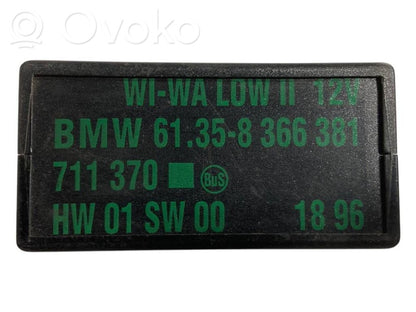 Ovoko
WI-WA LOW II 12V
BMW 61.35-8 366 381
711 370 BuS
HW 01 SW 00 18 96